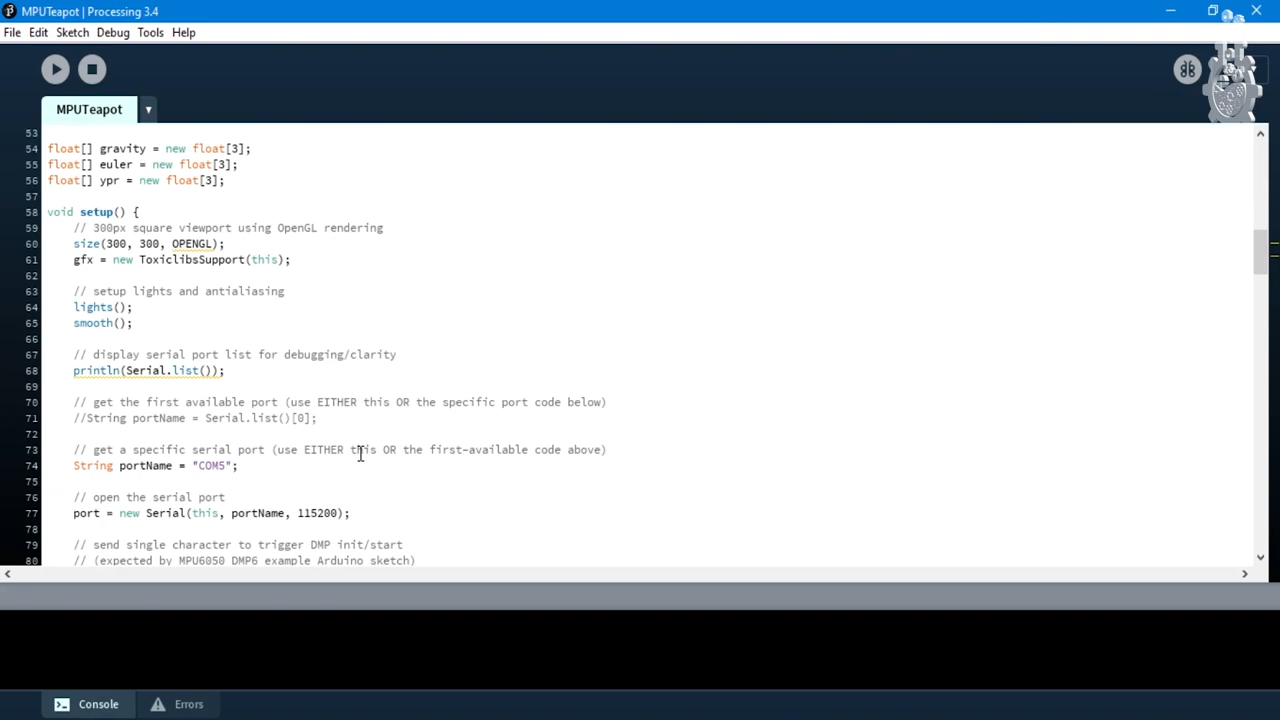 MPUTeapot | Processing 3.4
File Edit Sketch Debug Tools Help
MPUTeapot
53
54 float[] gravity = new float[3];
55 float[] euler = new float[3];
56 float[] ypr = new float[3];
57
58 void setup() {
59 // 300px square viewport using OpenGL rendering
60 size(300, 300, OPENGL);
61 gfx = new ToxiclibsSupport(this);
62
63 // setup lights and antialiasing
64 lights();
65 smooth();
66
67 // display serial port list for debugging/clarity
68 println(Serial.list());
69
70 // get the first available port (use EITHER this OR the specific port code below)
71 //String portName = Serial.list()[0];
72
73 // get a specific serial port (use EITHER this OR the first-available code above)
74 String portName = "COM5";
75
76 // open the serial port
77 port = new Serial(this, portName, 115200);
78
79 // send single character to trigger DMP init/start
80 // (expected by MPU6050 DMP6 example Arduino sketch)
Console Errors